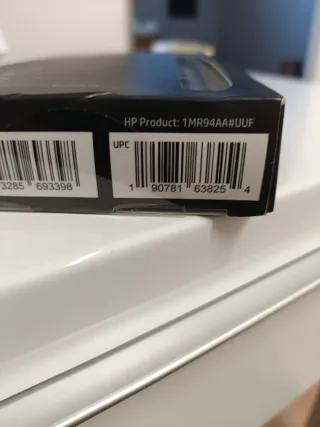 HP Product: 1MR94AA#UUF
UPC
3285 693398
1 90781 63825 4